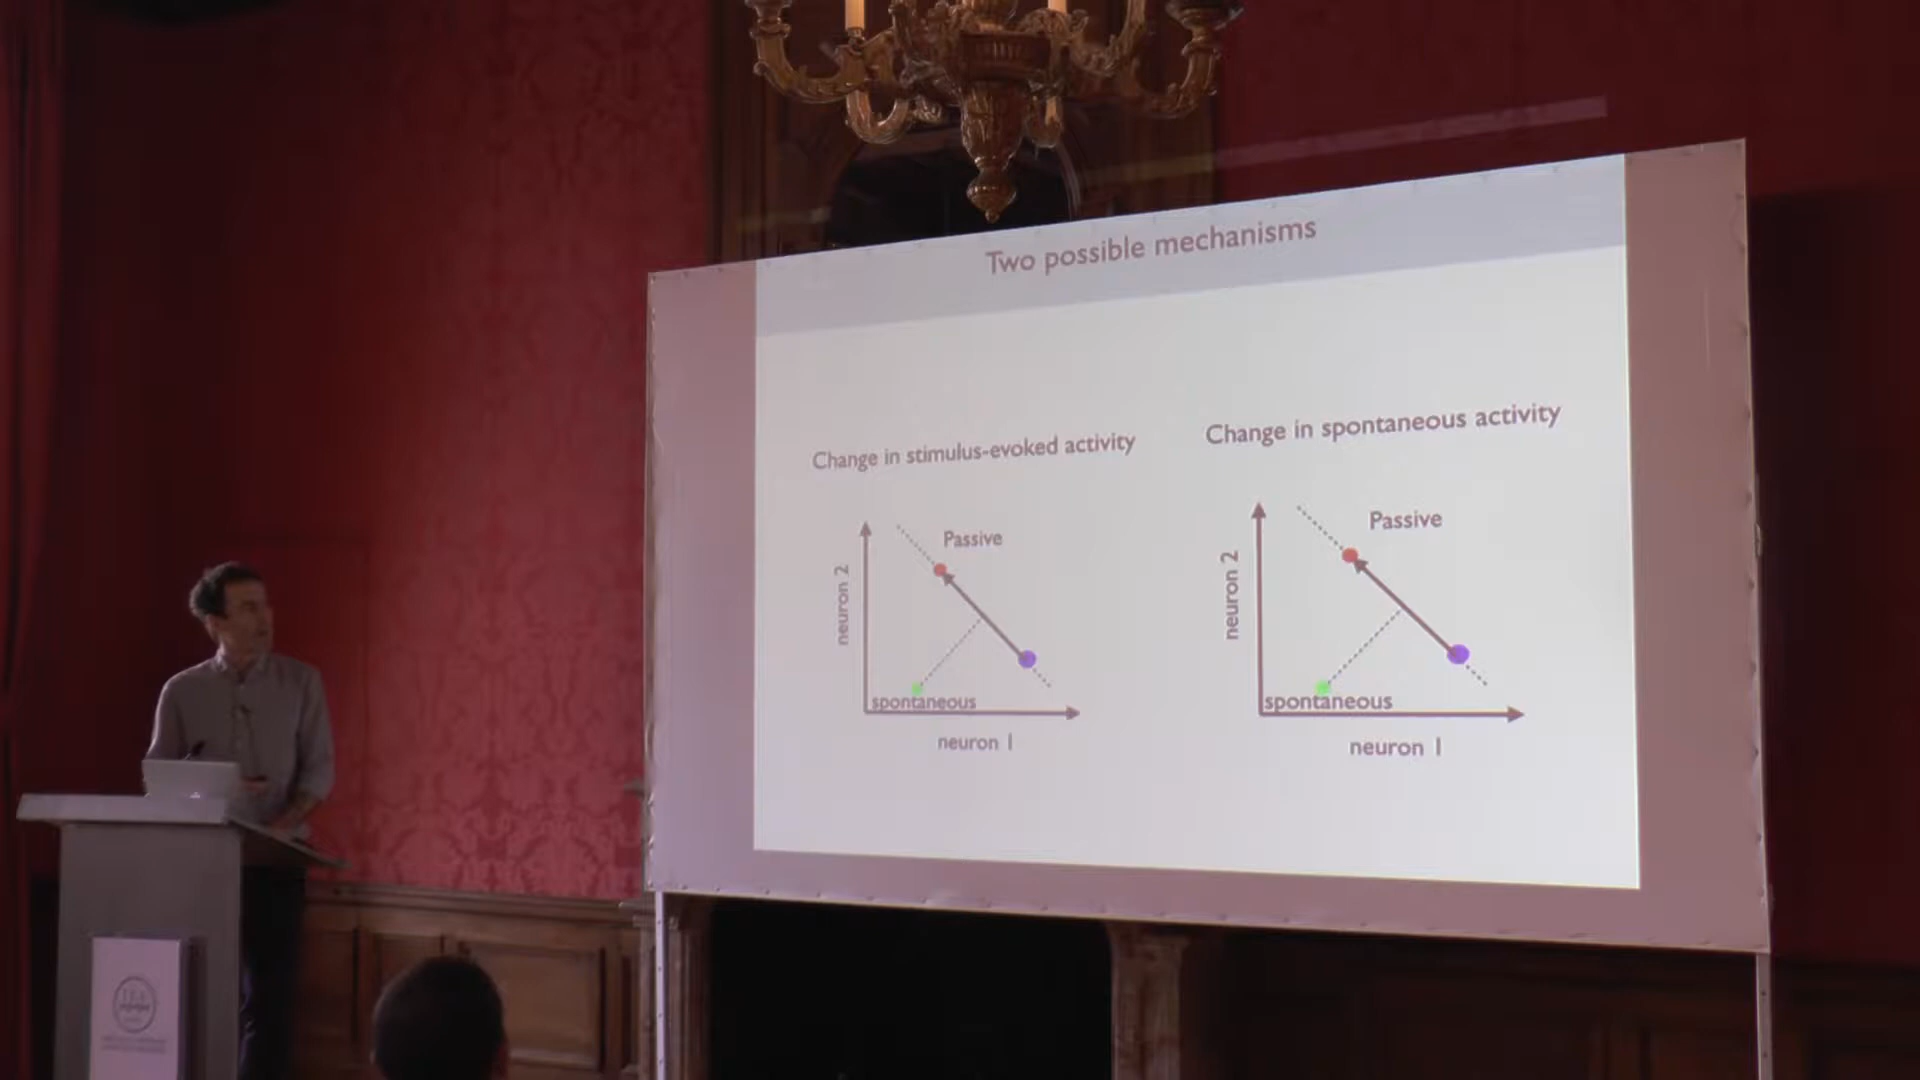 Two possible mechanisms
Change in stimulus-evoked activity
Passive
neuron 2
spontaneous
neuron 1
Change in spontaneous activity
Passive
neuron 2
spontaneous
neuron 1